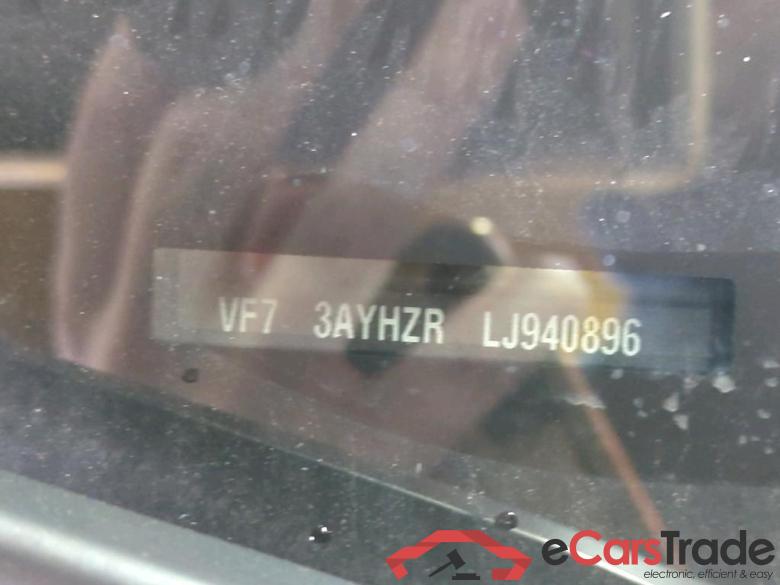 VF7 3AYHZR LJ940896
eCarsTrade
electronic, efficient & easy